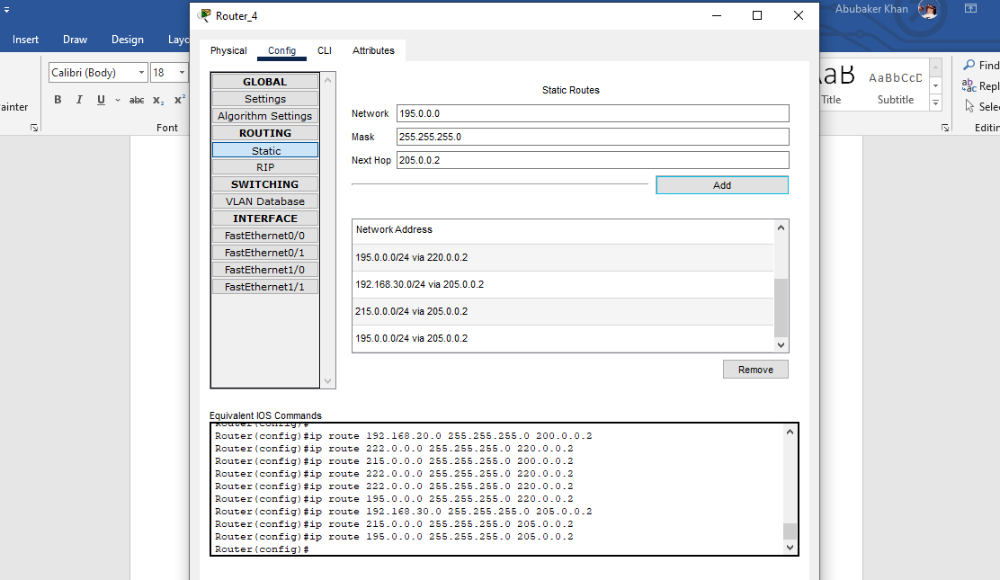 Router_4
Abubaker Khan
Insert
Draw
Design
Layo
Physical
Config
CLI
Attributes
Calibri (Body)
18
B I U abc x₂ x²
ainter
Font
aB
AaBbCcD
Title
Subtitle
Find
Repl
Sele
Editin
GLOBAL
Settings
Algorithm Settings
ROUTING
Static
RIP
SWITCHING
VLAN Database
INTERFACE
FastEthernet0/0
FastEthernet0/1
FastEthernet1/0
FastEthernet1/1
Static Routes
Network 195.0.0.0
Mask 255.255.255.0
Next Hop 205.0.0.2
Add
Network Address
195.0.0.0/24 via 220.0.0.2
192.168.30.0/24 via 205.0.0.2
215.0.0.0/24 via 205.0.0.2
195.0.0.0/24 via 205.0.0.2
Remove
Equivalent IOS Commands
Router(config)#
Router(config)#ip route 192.168.20.0 255.255.255.0 200.0.0.2
Router(config)#ip route 222.0.0.0 255.255.255.0 220.0.0.2
Router(config)#ip route 215.0.0.0 255.255.255.0 200.0.0.2
Router(config)#ip route 222.0.0.0 255.255.255.0 220.0.0.2
Router(config)#ip route 222.0.0.0 255.255.255.0 220.0.0.2
Router(config)#ip route 195.0.0.0 255.255.255.0 220.0.0.2
Router(config)#ip route 192.168.30.0 255.255.255.0 205.0.0.2
Router(config)#ip route 215.0.0.0 255.255.255.0 205.0.0.2
Router(config)#ip route 195.0.0.0 255.255.255.0 205.0.0.2
Router(config)#